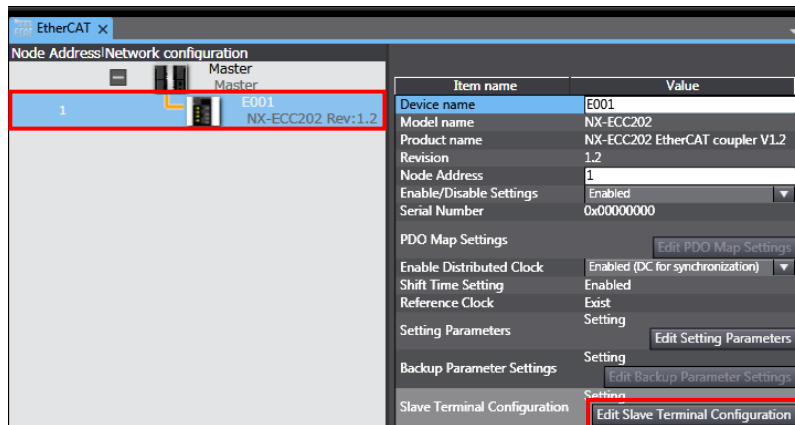 EtherCAT
Node Address|Network configuration
Master
Master
1
E001
NX-ECC202 Rev:1.2
Item name Value
Device name E001
Model name NX-ECC202
Product name NX-ECC202 EtherCAT coupler V1.2
Revision 1.2
Node Address 1
Enable/Disable Settings Enabled
Serial Number 0x00000000
PDO Map Settings Edit PDO Map Settings
Enable Distributed Clock Enabled (DC for synchronization)
Shift Time Setting Enabled
Reference Clock Exist
Setting Parameters Setting
Edit Setting Parameters
Backup Parameter Settings Setting
Edit Backup Parameter Settings
Slave Terminal Configuration Setting
Edit Slave Terminal Configuration